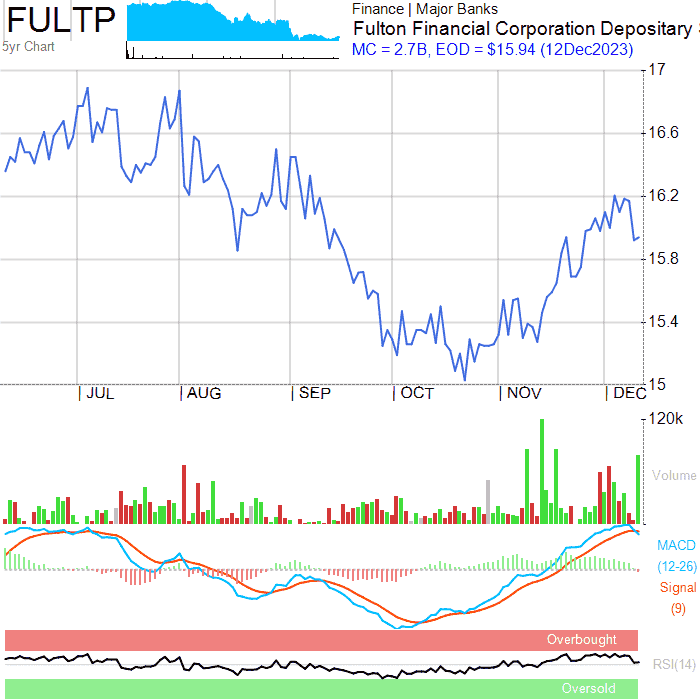 FULTP
5yr Chart
Finance | Major Banks
Fulton Financial Corporation Depositary
MC = 2.7B, EOD = $15.94 (12Dec2023)
17
16.6
16.2
15.8
15.4
15
| JUL | AUG | SEP | OCT | NOV | DEC
120k
Volume
MACD
(12-26)
Signal
(9)
Overbought
RSI(14)
Oversold